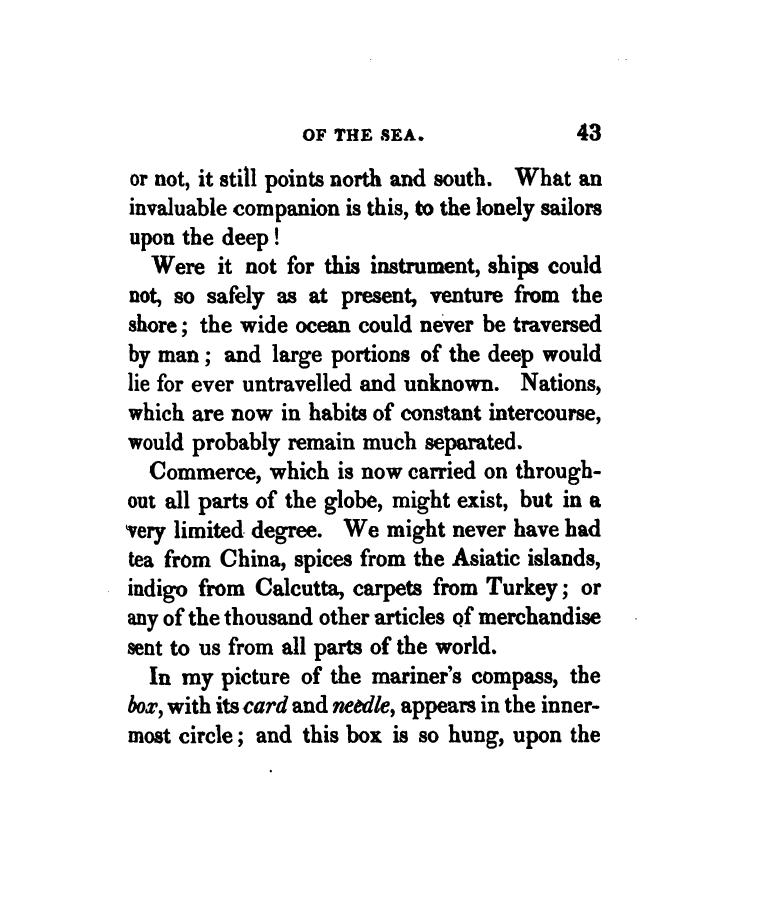 OF THE SEA. 43
or not, it still points north and south. What an
invaluable companion is this, to the lonely sailors
upon the deep !
Were it not for this instrument, ships could
not, so safely as at present, venture from the
shore ; the wide ocean could never be traversed
by man ; and large portions of the deep would
lie for ever untravelled and unknown. Nations,
which are now in habits of constant intercourse,
would probably remain much separated.
Commerce, which is now carried on through-
out all parts of the globe, might exist, but in a
very limited degree. We might never have had
tea from China, spices from the Asiatic islands,
indigo from Calcutta, carpets from Turkey ; or
any of the thousand other articles of merchandise
sent to us from all parts of the world.
In my picture of the mariner's compass, the
box, with its card and needle, appears in the inner-
most circle ; and this box is so hung, upon the